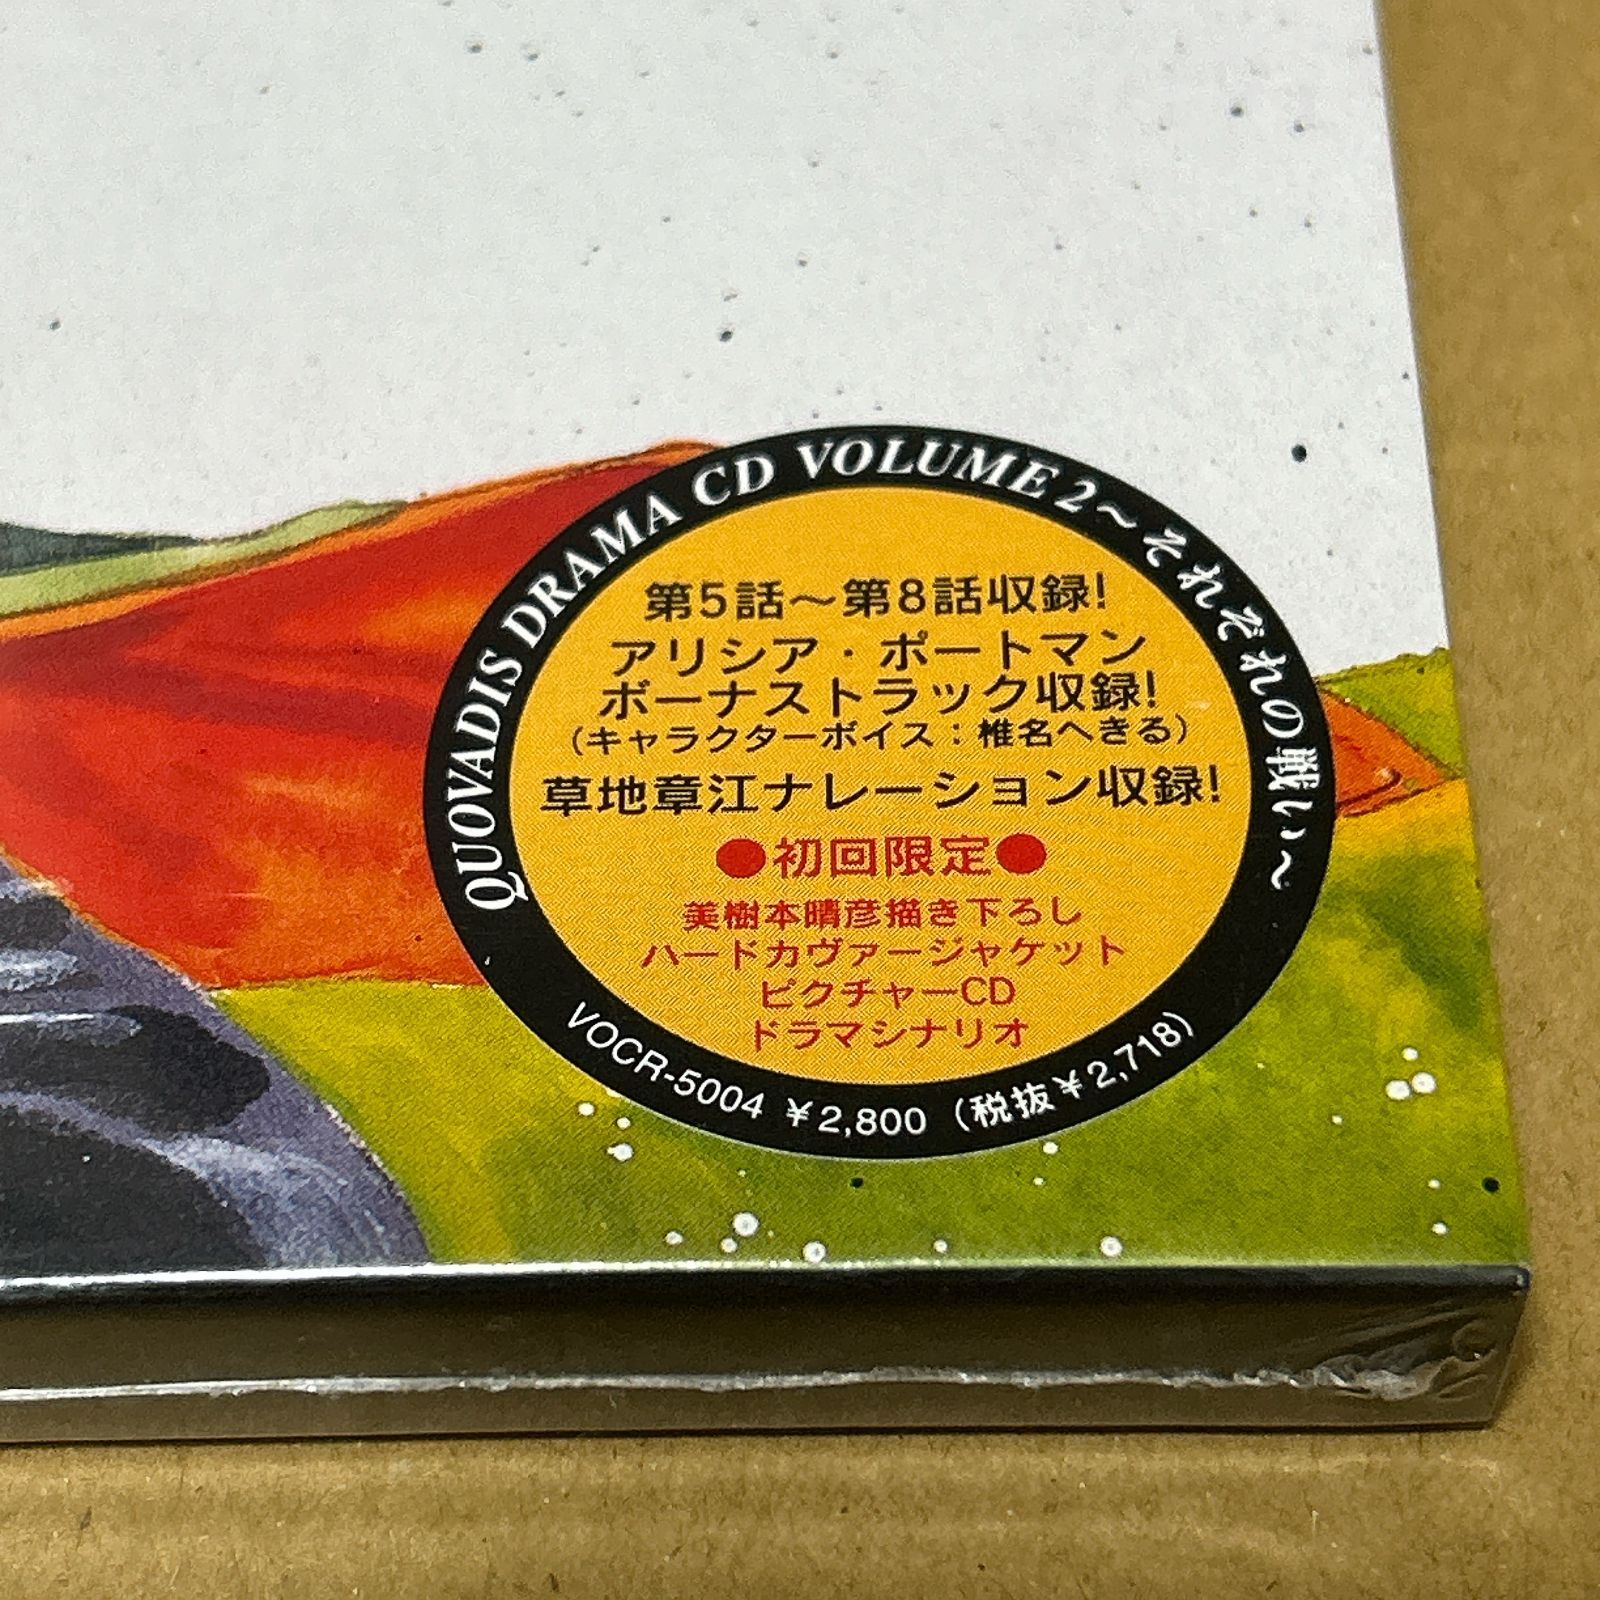 QUOVADIS DRAMA CD VOLUME 2～それぞれの戦い～
第5話～第8話収録!
アリシア・ポートマン
ボーナストラック収録!
(キャラクターボイス：椎名へきる)
草地章江ナレーション収録!
●初回限定●
美樹本晴彦描き下ろし
ハードカヴァージャケット
ピクチャーCD
ドラマシナリオ
VOCR-5004 ¥2,800 (税抜¥2,718)